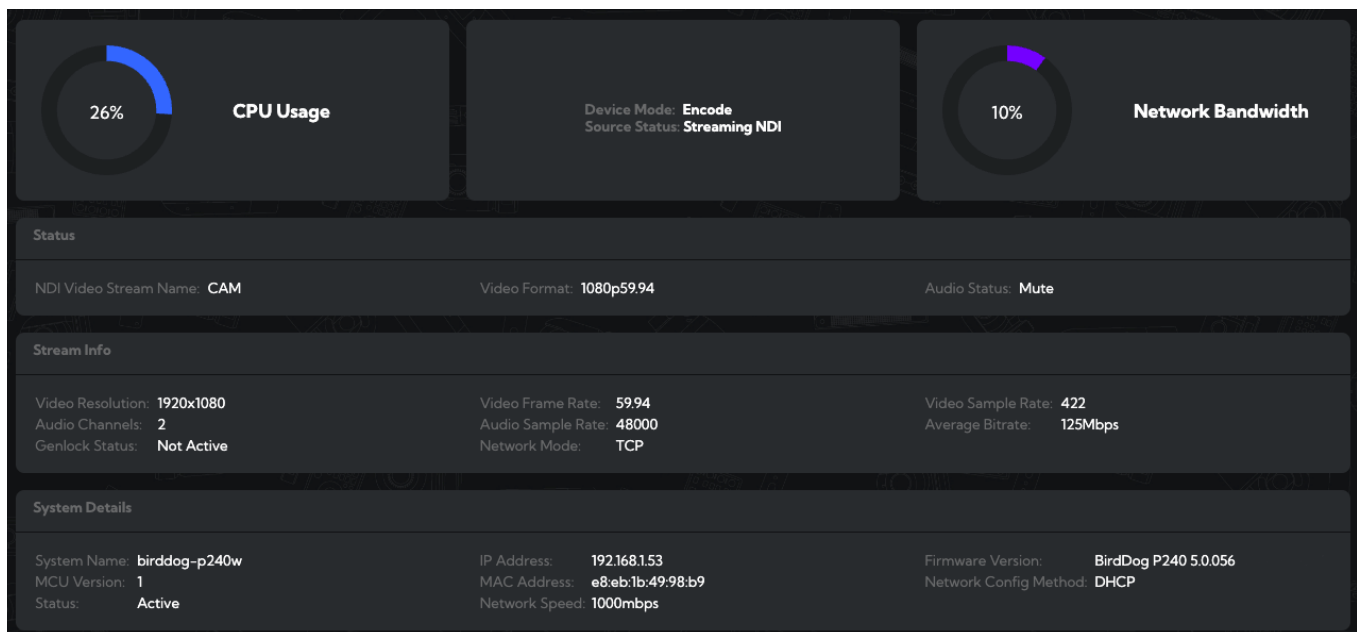 26%
CPU Usage
Device Mode: Encode
Source Status: Streaming NDI
10%
Network Bandwidth
Status
NDI Video Stream Name: CAM
Video Format: 1080p59.94
Audio Status: Mute
Stream Info
Video Resolution: 1920x1080
Video Frame Rate: 59.94
Video Sample Rate: 422
Audio Channels: 2
Audio Sample Rate: 48000
Average Bitrate: 125Mbps
Genlock Status: Not Active
Network Mode: TCP
System Details
System Name: birddog-p240w
IP Address: 192.168.1.53
Firmware Version: BirdDog P240 5.0.056
MCU Version: 1
MAC Address: e8:eb:1b:49:98:b9
Network Config Method: DHCP
Status: Active
Network Speed: 1000mbps